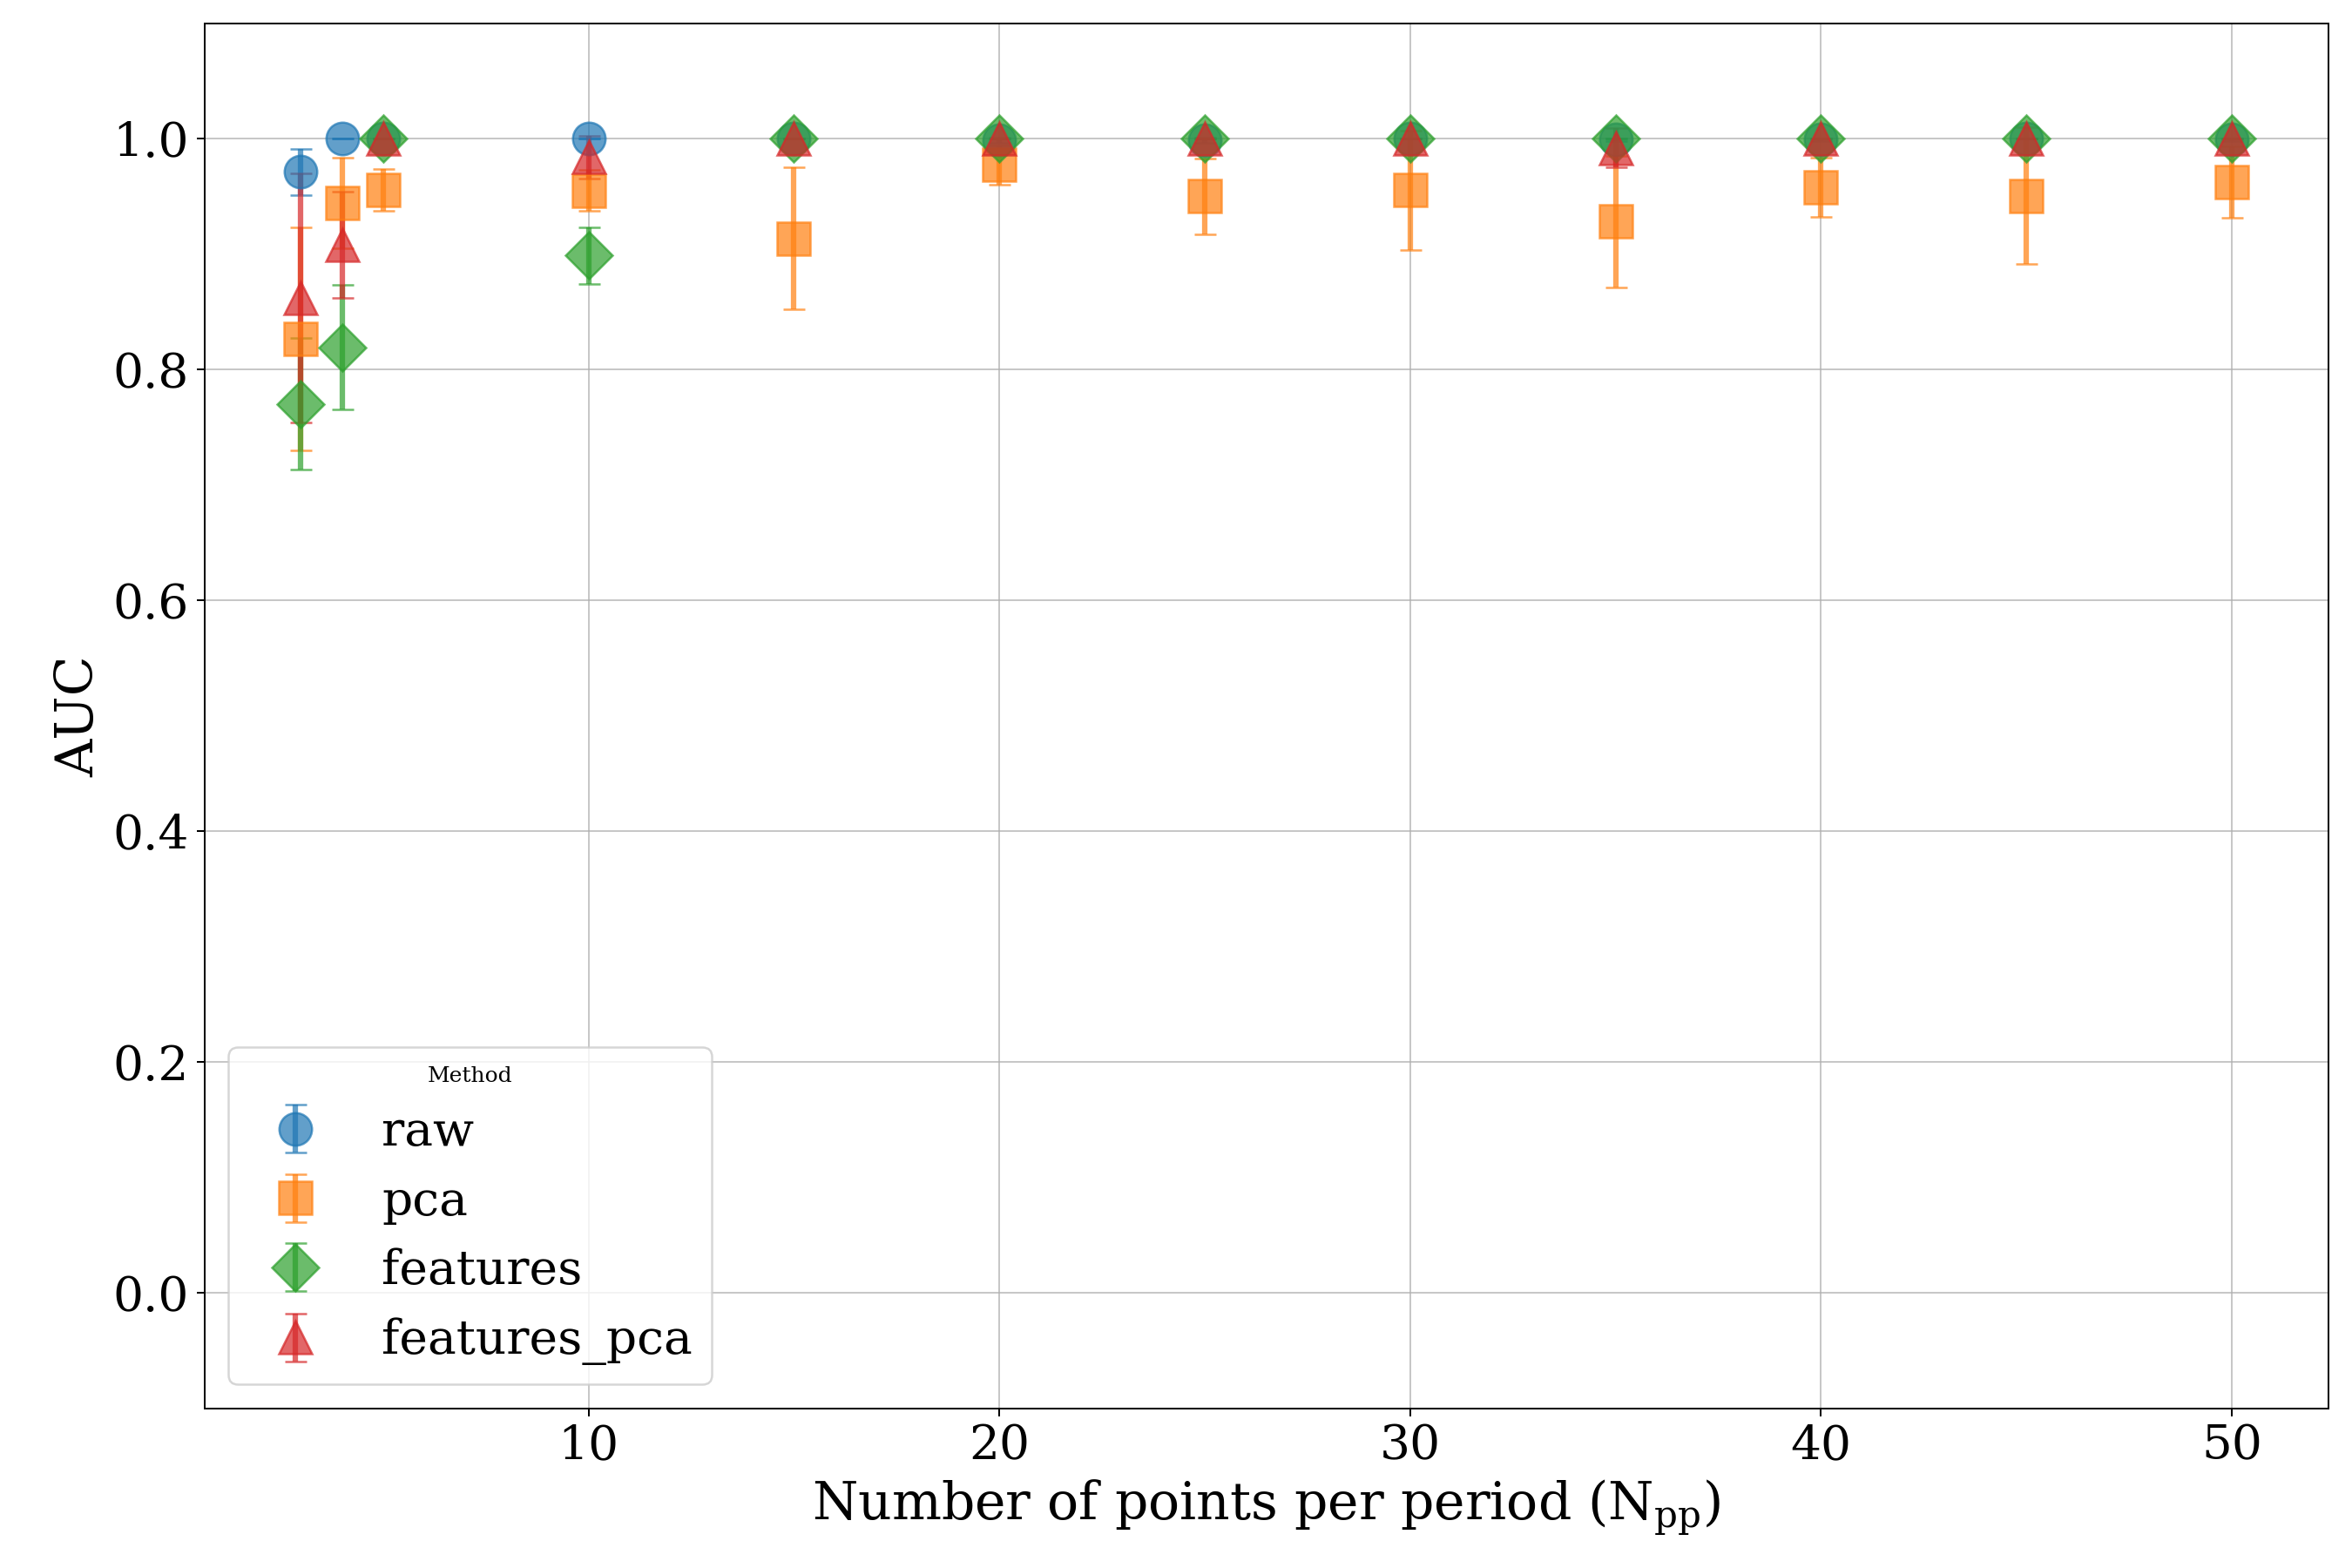 1.0
0.8
0.6
0.4
0.2
0.0
AUC
Method
raw
pca
features
features_pca
10 20 30 40 50
Number of points per period (N_pp)